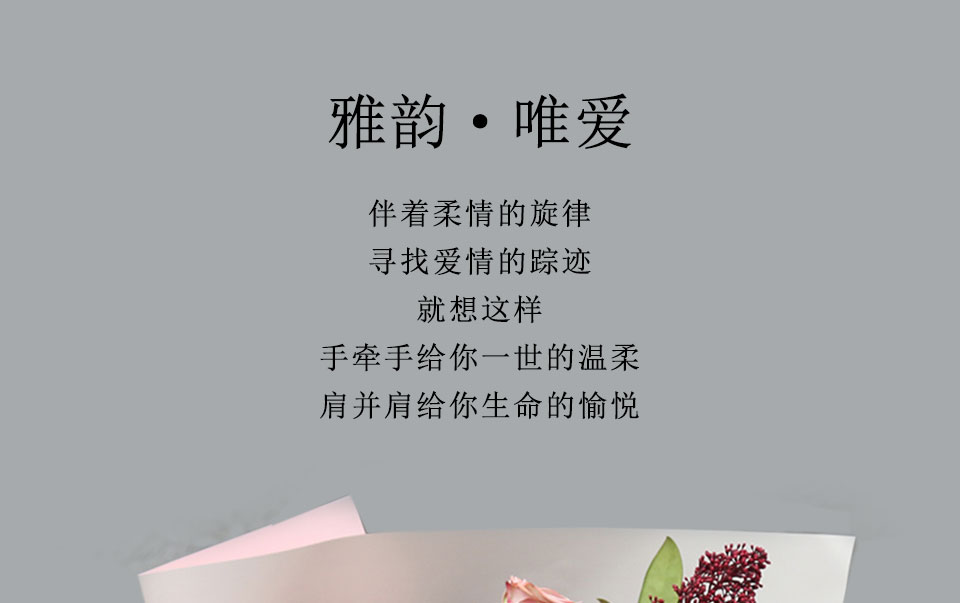 雅韵·唯爱
伴着柔情的旋律
寻找爱情的踪迹
就想这样
手牵手给你一世的温柔
肩并肩给你生命的愉悦